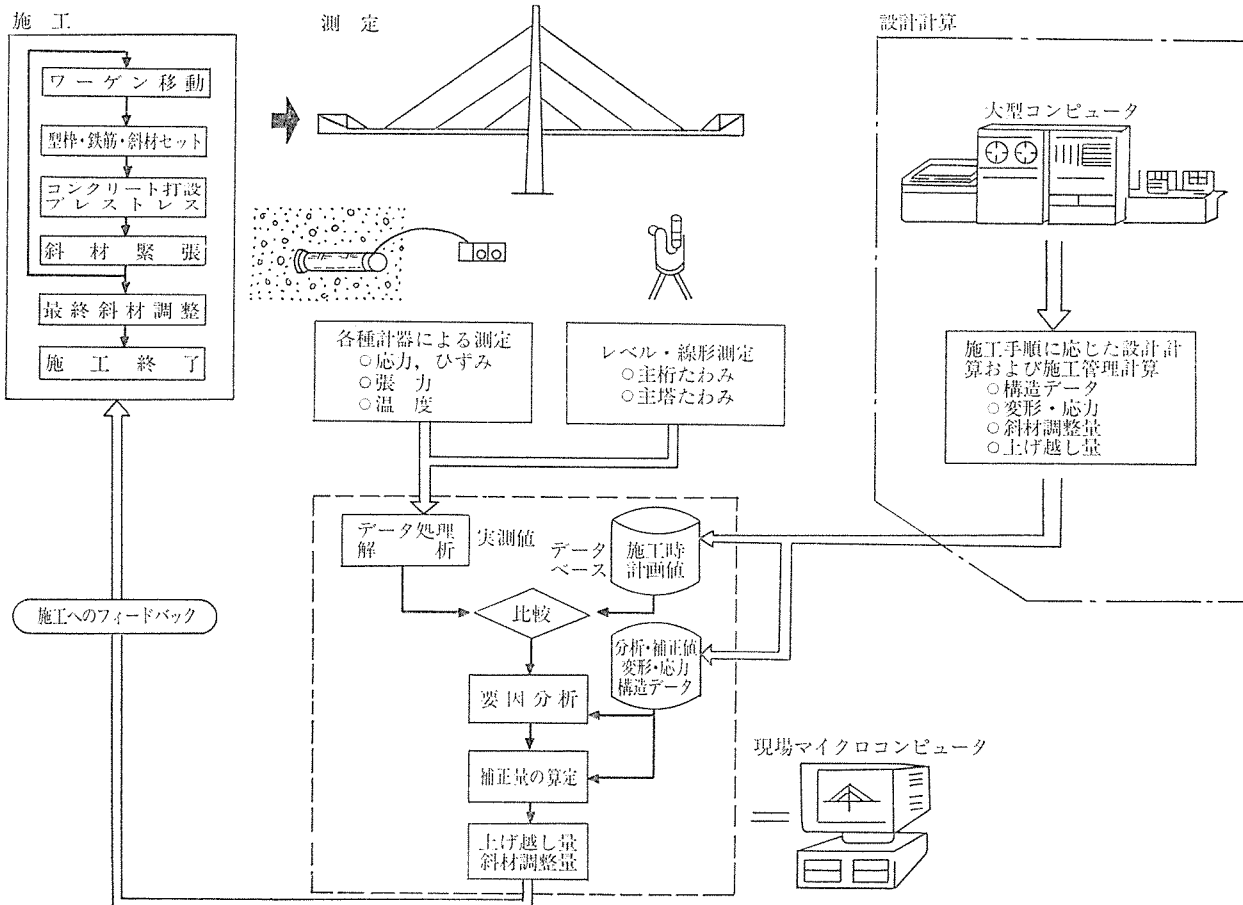 施工
ワーゲン移動
型枠・鉄筋・斜材セット
コンクリート打設
プレストレス
斜材緊張
最終斜材調整
施工終了
測定
各種計器による測定
○応力，ひずみ
○張力
○温度
レベル・線形測定
○主桁たわみ
○主塔たわみ
設計計算
大型コンピュータ
施工手順に応じた設計計
算および施工管理計算
○構造データ
○変形・応力
○斜材調整量
○上げ越し量
データ処理
解析
実測値
データ
ベース
施工時
計画値
比較
分析・補正値
変形・応力
構造データ
要因分析
補正量の算定
上げ越し量
斜材調整量
施工へのフィードバック
現場マイクロコンピュータ